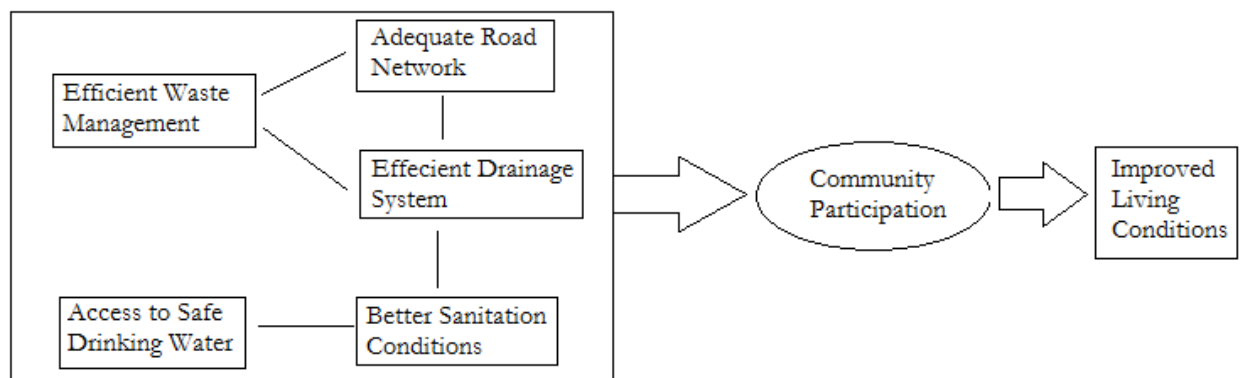 Adequate Road
Network
Efficient Waste
Management
Effecient Drainage
System
Access to Safe
Drinking Water
Better Sanitation
Conditions
Community
Participation
Improved
Living
Conditions